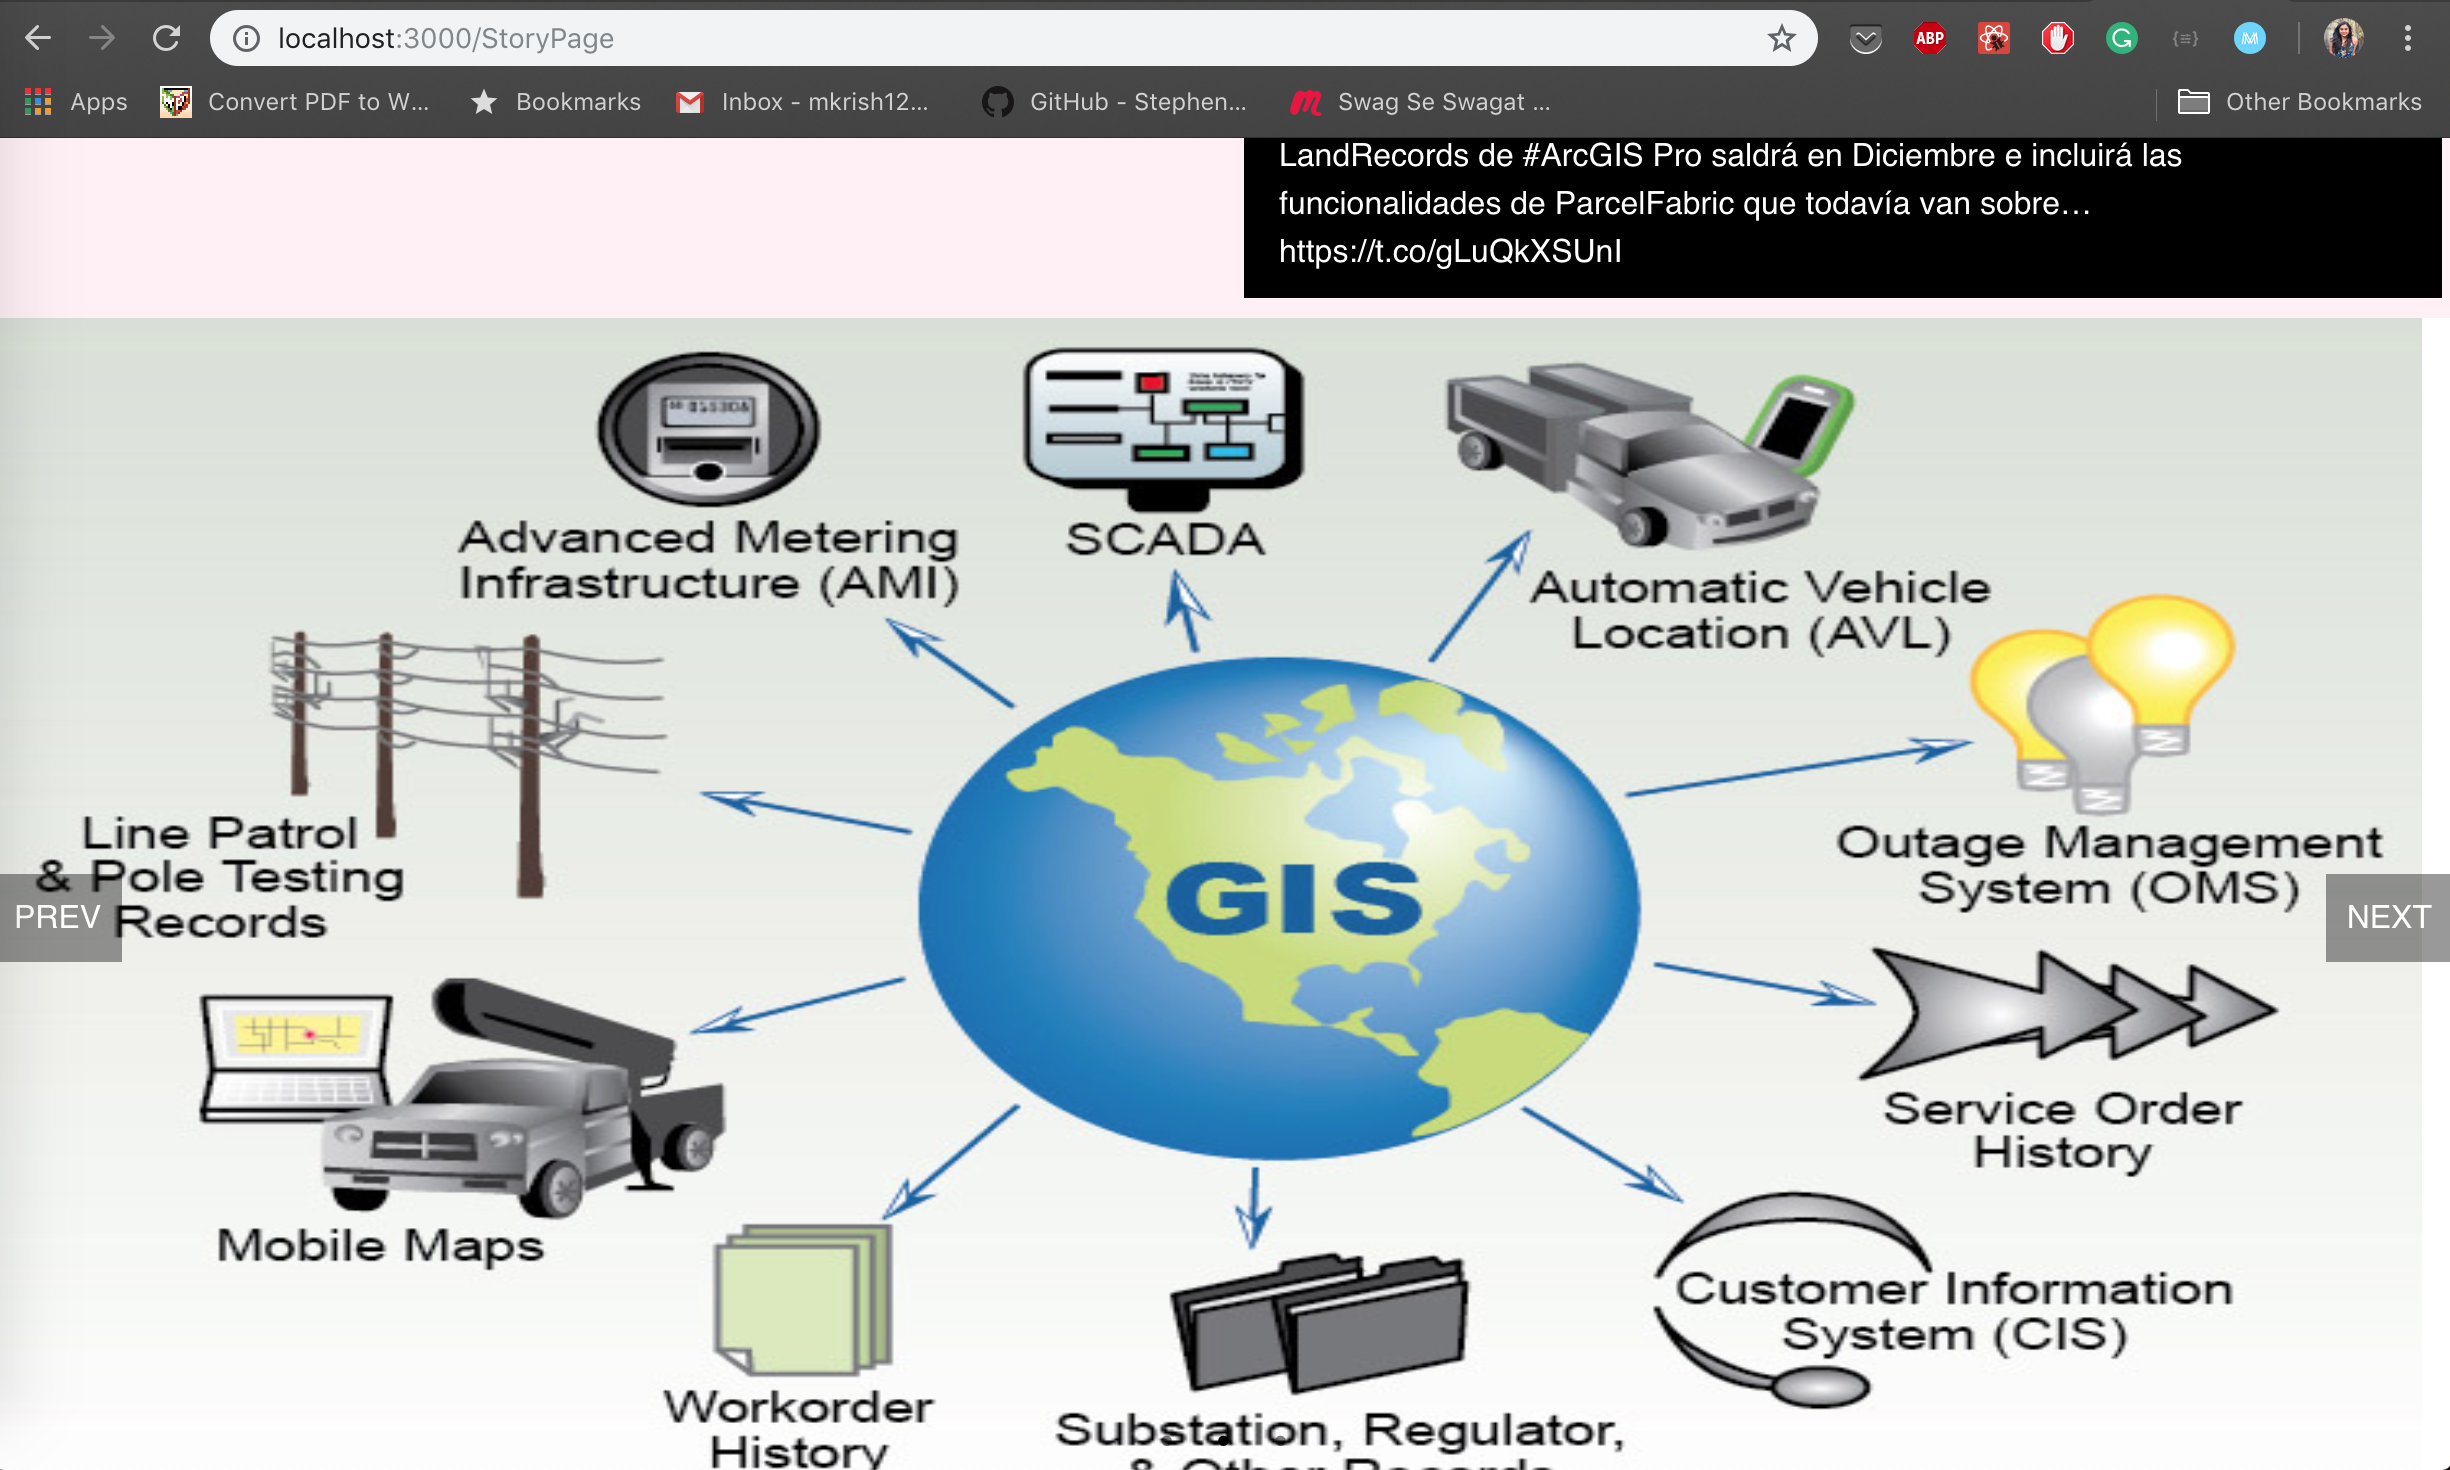 localhost:3000/StoryPage
ABP
Apps
Convert PDF to W...
Bookmarks
Inbox - mkrish12...
GitHub - Stephen...
Swag Se Swagat ...
Other Bookmarks
LandRecords de #ArcGIS Pro saldrá en Diciembre e incluirá las
funcionalidades de ParcelFabric que todavía van sobre…
https://t.co/gLuQkXSUnI
Advanced Metering
Infrastructure (AMI)
SCADA
Automatic Vehicle
Location (AVL)
Line Patrol
& Pole Testing
Records
Outage Management
System (OMS)
PREV
NEXT
GIS
Service Order
History
Mobile Maps
Customer Information
System (CIS)
Workorder
History
Substation, Regulator,
& Other Records